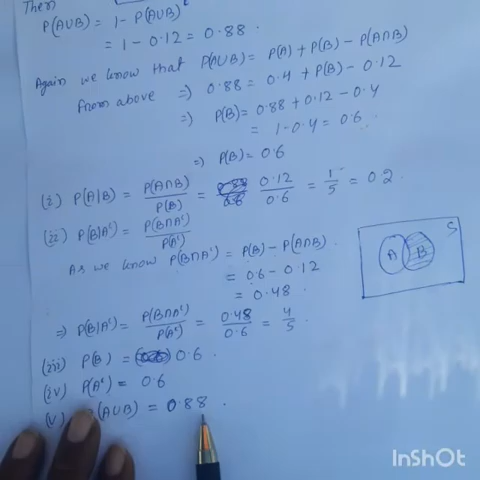 Then
P(A∪B) = 1 - P(A∪B)ᶜ
= 1 - 0.12 = 0.88.
Again we know that P(A∪B) = P(A) + P(B) - P(A∩B)
from above ⇒ 0.88 = 0.4 + P(B) - 0.12
⇒ P(B) = 0.88 + 0.12 - 0.4
= 1 - 0.4 = 0.6
⇒ P(B) = 0.6
(i) P(A|B) = P(A∩B)/P(B) = 0.12/0.6 = 1/5 = 0.2.
(ii) P(B|Aᶜ) = P(B∩Aᶜ)/P(Aᶜ)
As we know P(B∩Aᶜ) = P(B) - P(A∩B).
= 0.6 - 0.12
= 0.48
S
A
B
⇒ P(B|Aᶜ) = P(B∩Aᶜ)/P(Aᶜ) = 0.48/0.6 = 4/5.
(iii) P(B) = 0.6.
(iv) P(Aᶜ) = 0.6
(v) P(A∪B) = 0.88.
InShOt